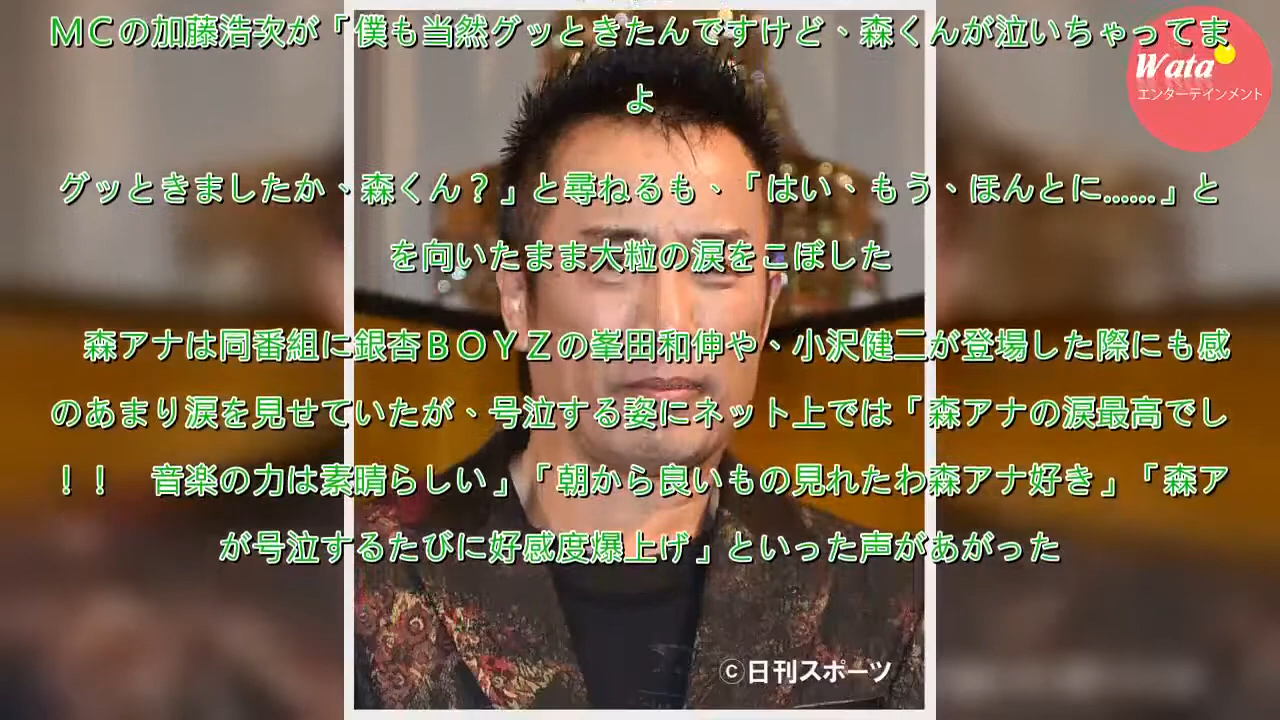 ＭＣの加藤浩次が「僕も当然グッときたんですけど、森くんが泣いちゃってま
よ
グッときましたか、森くん？」と尋ねるも、「はい、もう、ほんとに……」と
を向いたまま大粒の涙をこぼした
森アナは同番組に銀杏ＢＯＹＺの峯田和伸や、小沢健二が登場した際にも感
のあまり涙を見せていたが、号泣する姿にネット上では「森アナの涙最高でし
！！　音楽の力は素晴らしい」「朝から良いもの見れたわ森アナ好き」「森ア
が号泣するたびに好感度爆上げ」といった声があがった
Wata
エンターテインメント
©日刊スポーツ